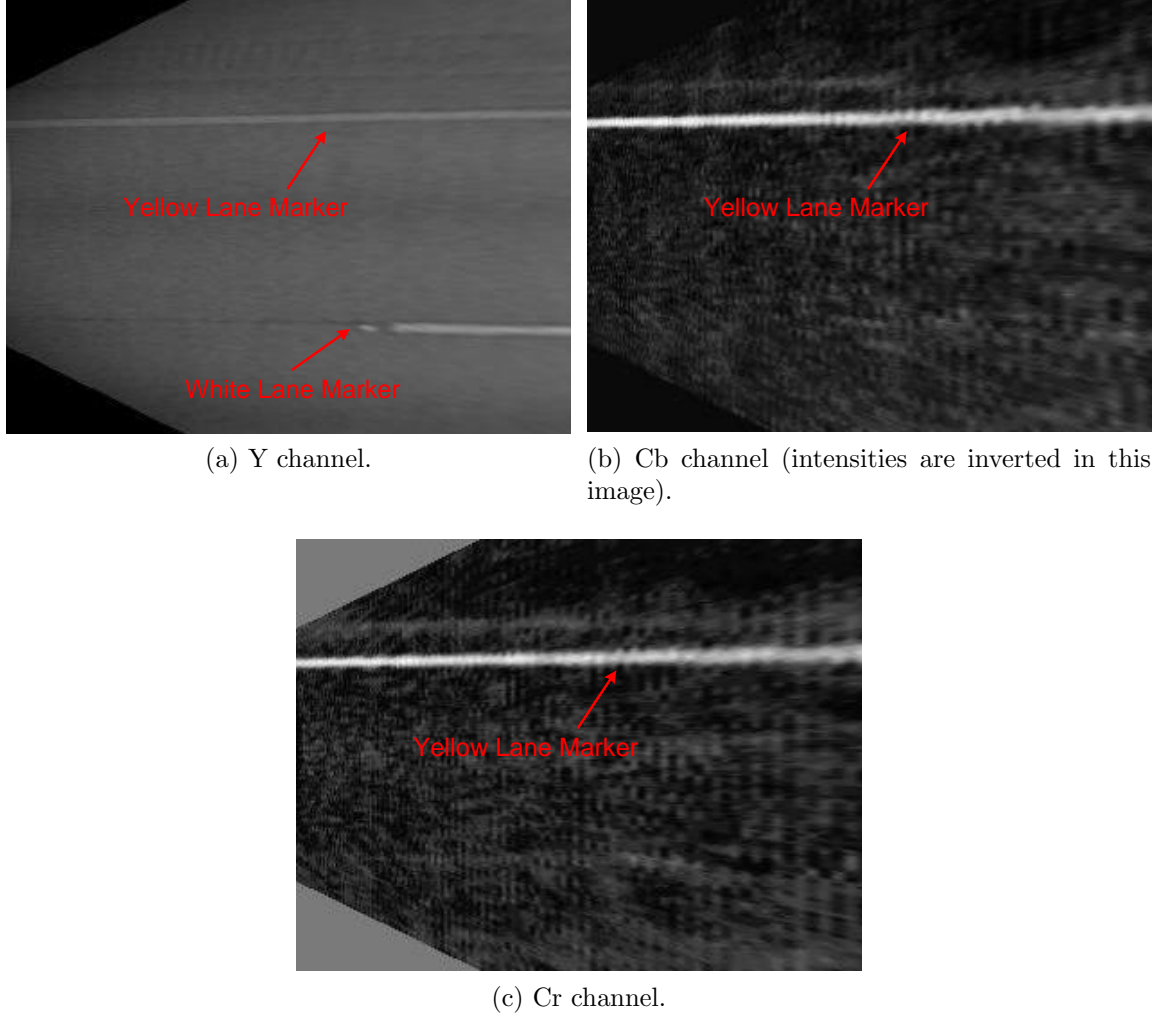 Yellow Lane Marker
White Lane Marker
(a) Y channel.
Yellow Lane Marker
(b) Cb channel (intensities are inverted in this
image).
Yellow Lane Marker
(c) Cr channel.